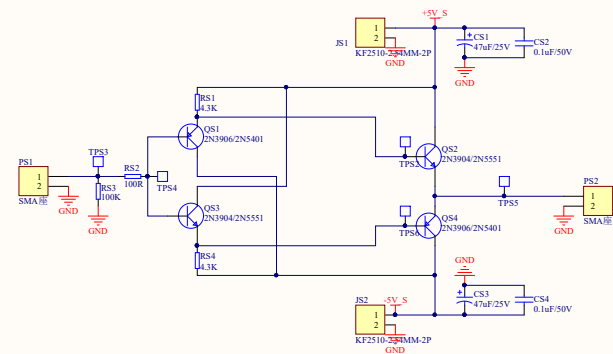 +5V_S
JS1
1
2
KF2510-2.54MM-2P
GND
CS1
47uF/25V
CS2
0.1uF/50V
GND
RS1
4.3K
QS1
2N3906/2N5401
TPS2
QS2
2N3904/2N5551
PS1
1
2
SMA座
GND
TPS3
RS3
100K
GND
RS2
100R
TPS4
QS3
2N3904/2N5551
TPS6
QS4
2N3906/2N5401
TPS5
PS2
1
2
SMA座
GND
RS4
4.3K
GND
JS2
-5V_S
1
2
KF2510-2.54MM-2P
GND
CS3
47uF/25V
CS4
0.1uF/50V